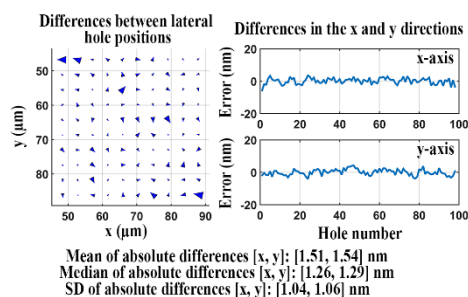 Differences between lateral
hole positions
50
60
70
80
y (µm)
50
60
70
80
90
x (µm)
Differences in the x and y directions
x-axis
20
0
-20
Error (nm)
0
20
40
60
80
100
y-axis
20
0
-20
Error (nm)
0
20
40
60
80
100
Hole number
Mean of absolute differences [x, y]: [1.51, 1.54] nm
Median of absolute differences [x, y]: [1.26, 1.29] nm
SD of absolute differences [x, y]: [1.04, 1.06] nm